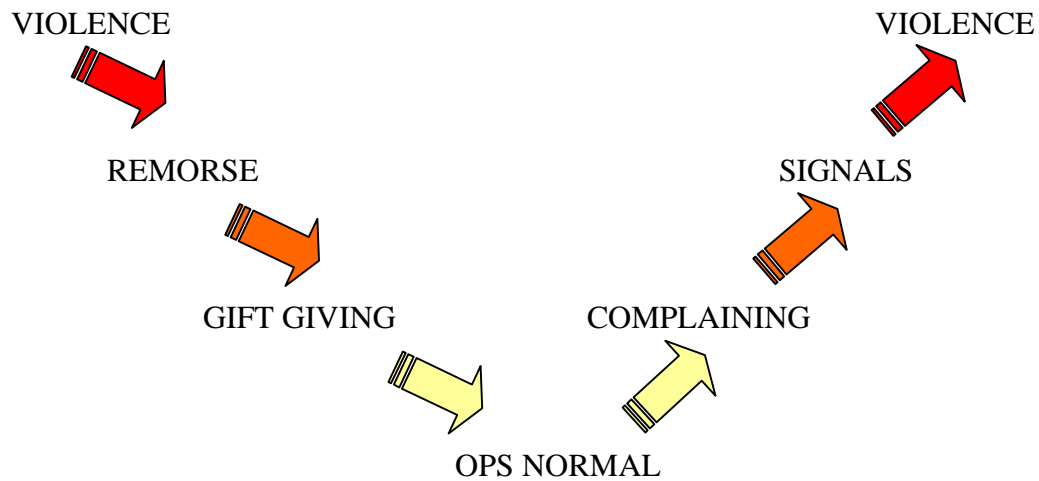 VIOLENCE
VIOLENCE
REMORSE
SIGNALS
GIFT GIVING
COMPLAINING
OPS NORMAL